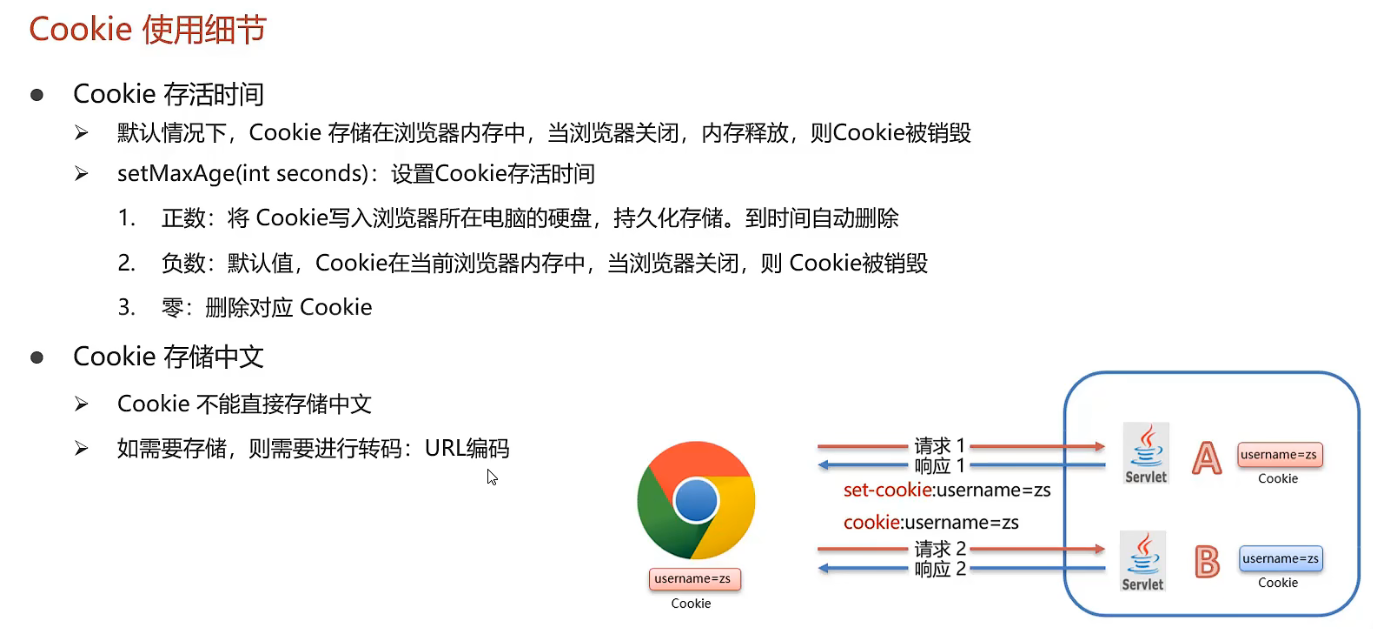 Cookie 使用细节
● Cookie 存活时间
➢ 默认情况下，Cookie 存储在浏览器内存中，当浏览器关闭，内存释放，则Cookie被销毁
➢ setMaxAge(int seconds)：设置Cookie存活时间
1. 正数：将 Cookie写入浏览器所在电脑的硬盘，持久化存储。到时间自动删除
2. 负数：默认值，Cookie在当前浏览器内存中，当浏览器关闭，则 Cookie被销毁
3. 零：删除对应 Cookie
● Cookie 存储中文
➢ Cookie 不能直接存储中文
➢ 如需要存储，则需要进行转码：URL编码
username=zs
Cookie
请求 1
响应 1
set-cookie:username=zs
cookie:username=zs
请求 2
响应 2
Servlet
A
username=zs
Cookie
Servlet
B
username=zs
Cookie